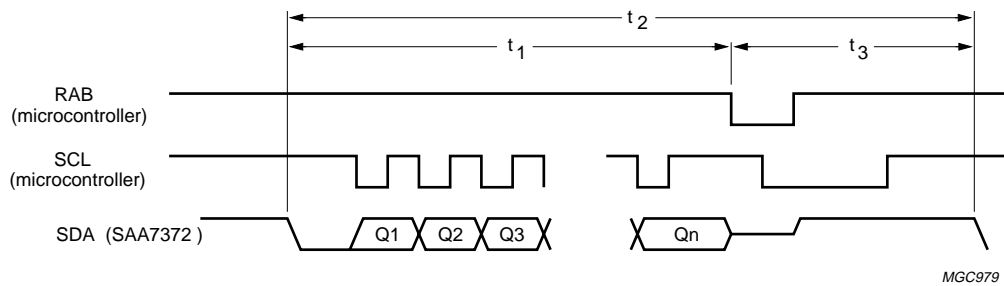 t2
t1
t3
RAB
(microcontroller)
SCL
(microcontroller)
SDA (SAA7372 )
Q1
Q2
Q3
Qn
MGC979